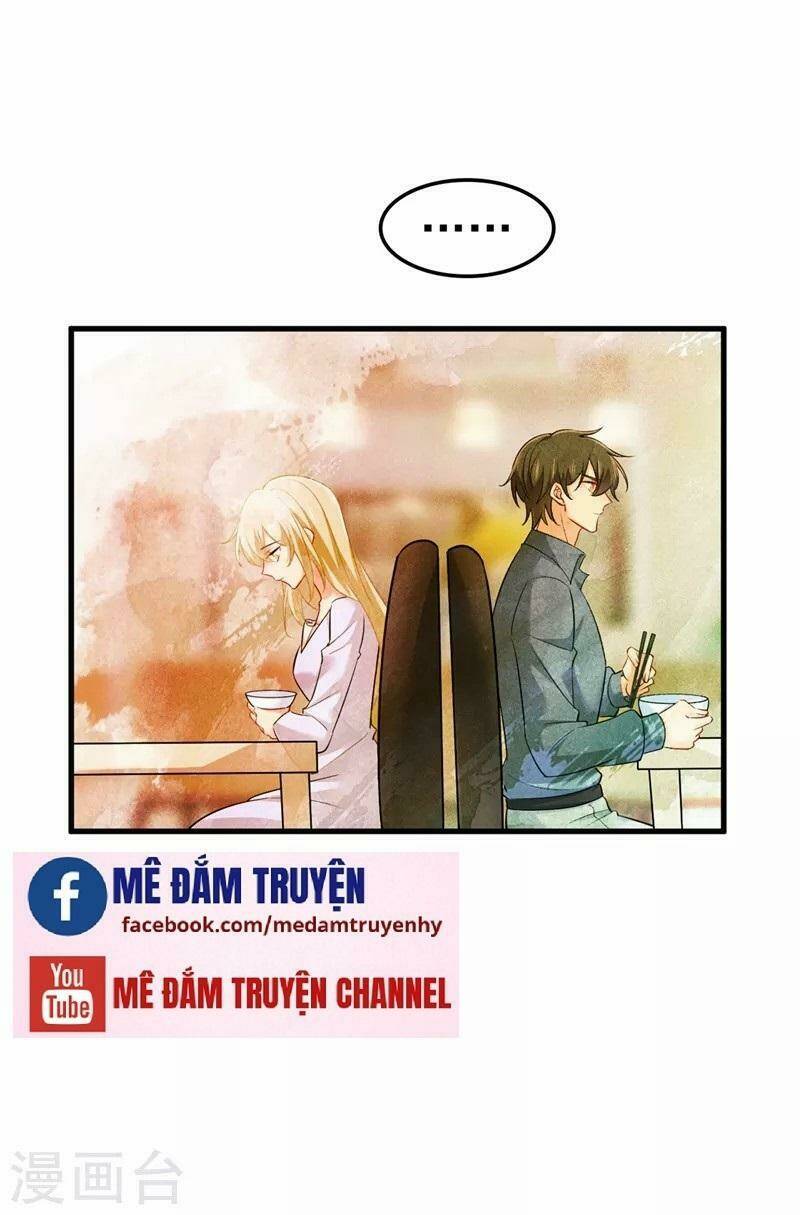 ......
MÊ ĐẮM TRUYỆN
facebook.com/medamtruyenhy
You
Tube
MÊ ĐẮM TRUYỆN CHANNEL
漫画台